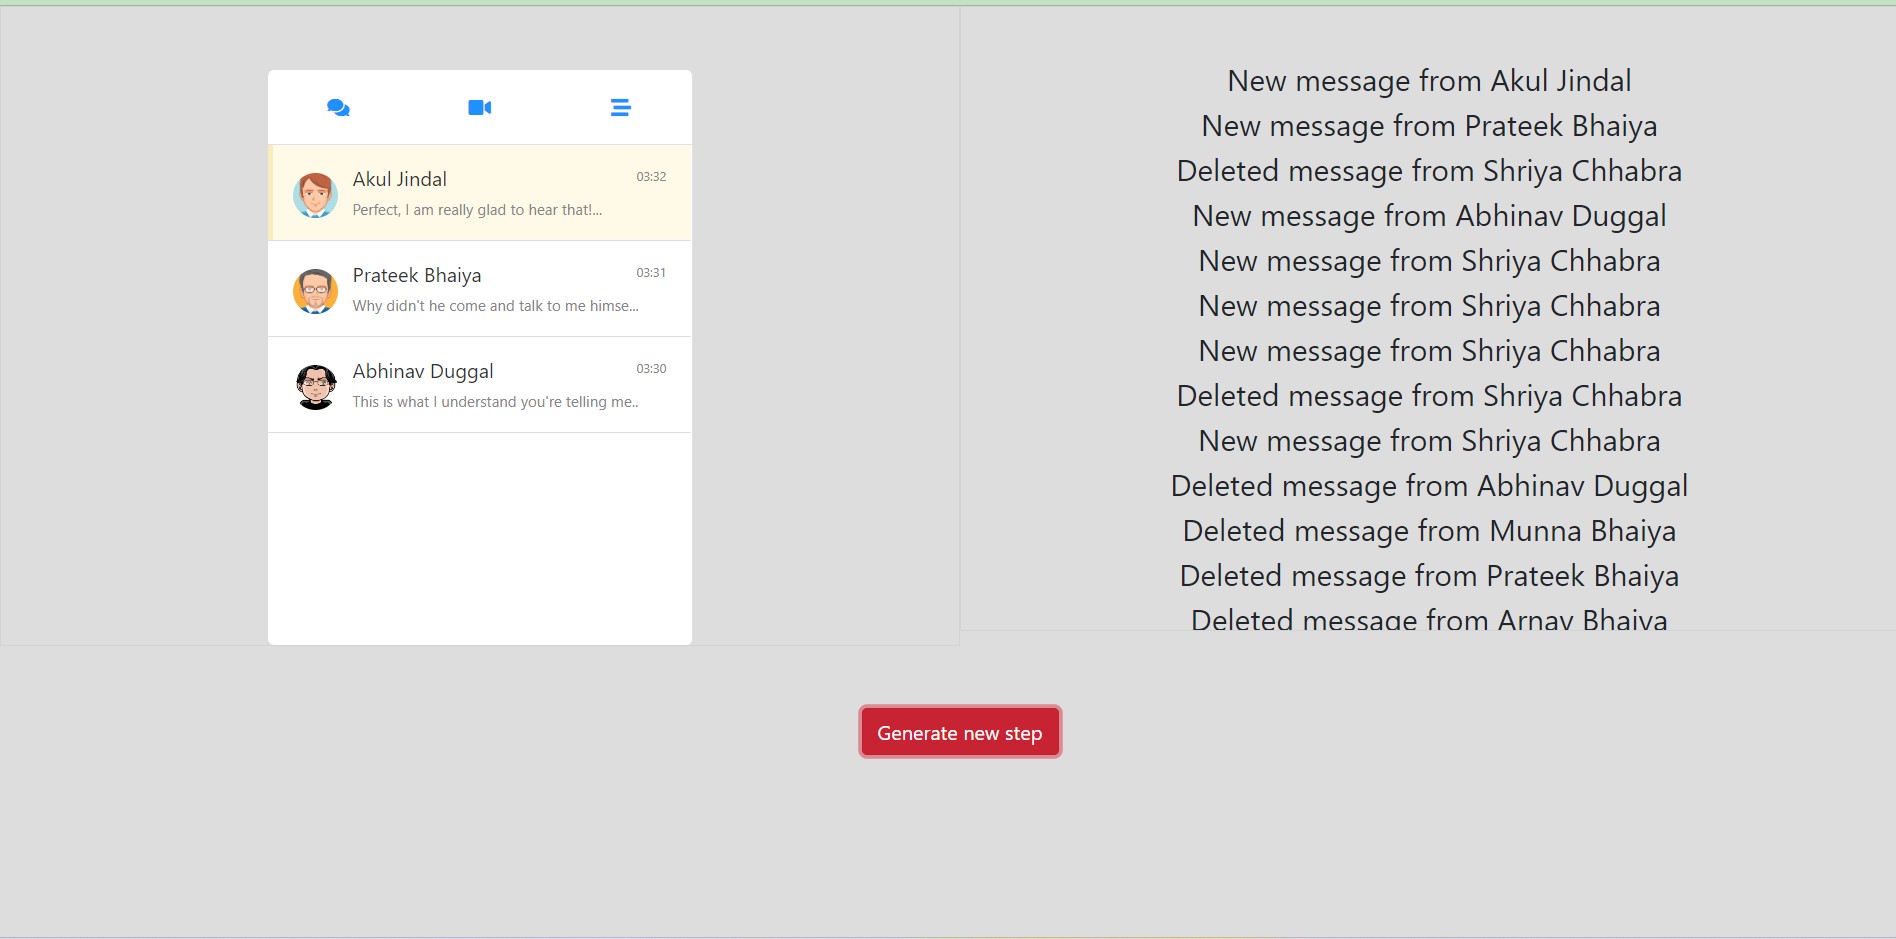 Akul Jindal 03:32
Perfect, I am really glad to hear that!...
Prateek Bhaiya 03:31
Why didn't he come and talk to me himse...
Abhinav Duggal 03:30
This is what I understand you're telling me..
New message from Akul Jindal
New message from Prateek Bhaiya
Deleted message from Shriya Chhabra
New message from Abhinav Duggal
New message from Shriya Chhabra
New message from Shriya Chhabra
New message from Shriya Chhabra
Deleted message from Shriya Chhabra
New message from Shriya Chhabra
Deleted message from Abhinav Duggal
Deleted message from Munna Bhaiya
Deleted message from Prateek Bhaiya
Deleted message from Arnav Bhaiya
Generate new step